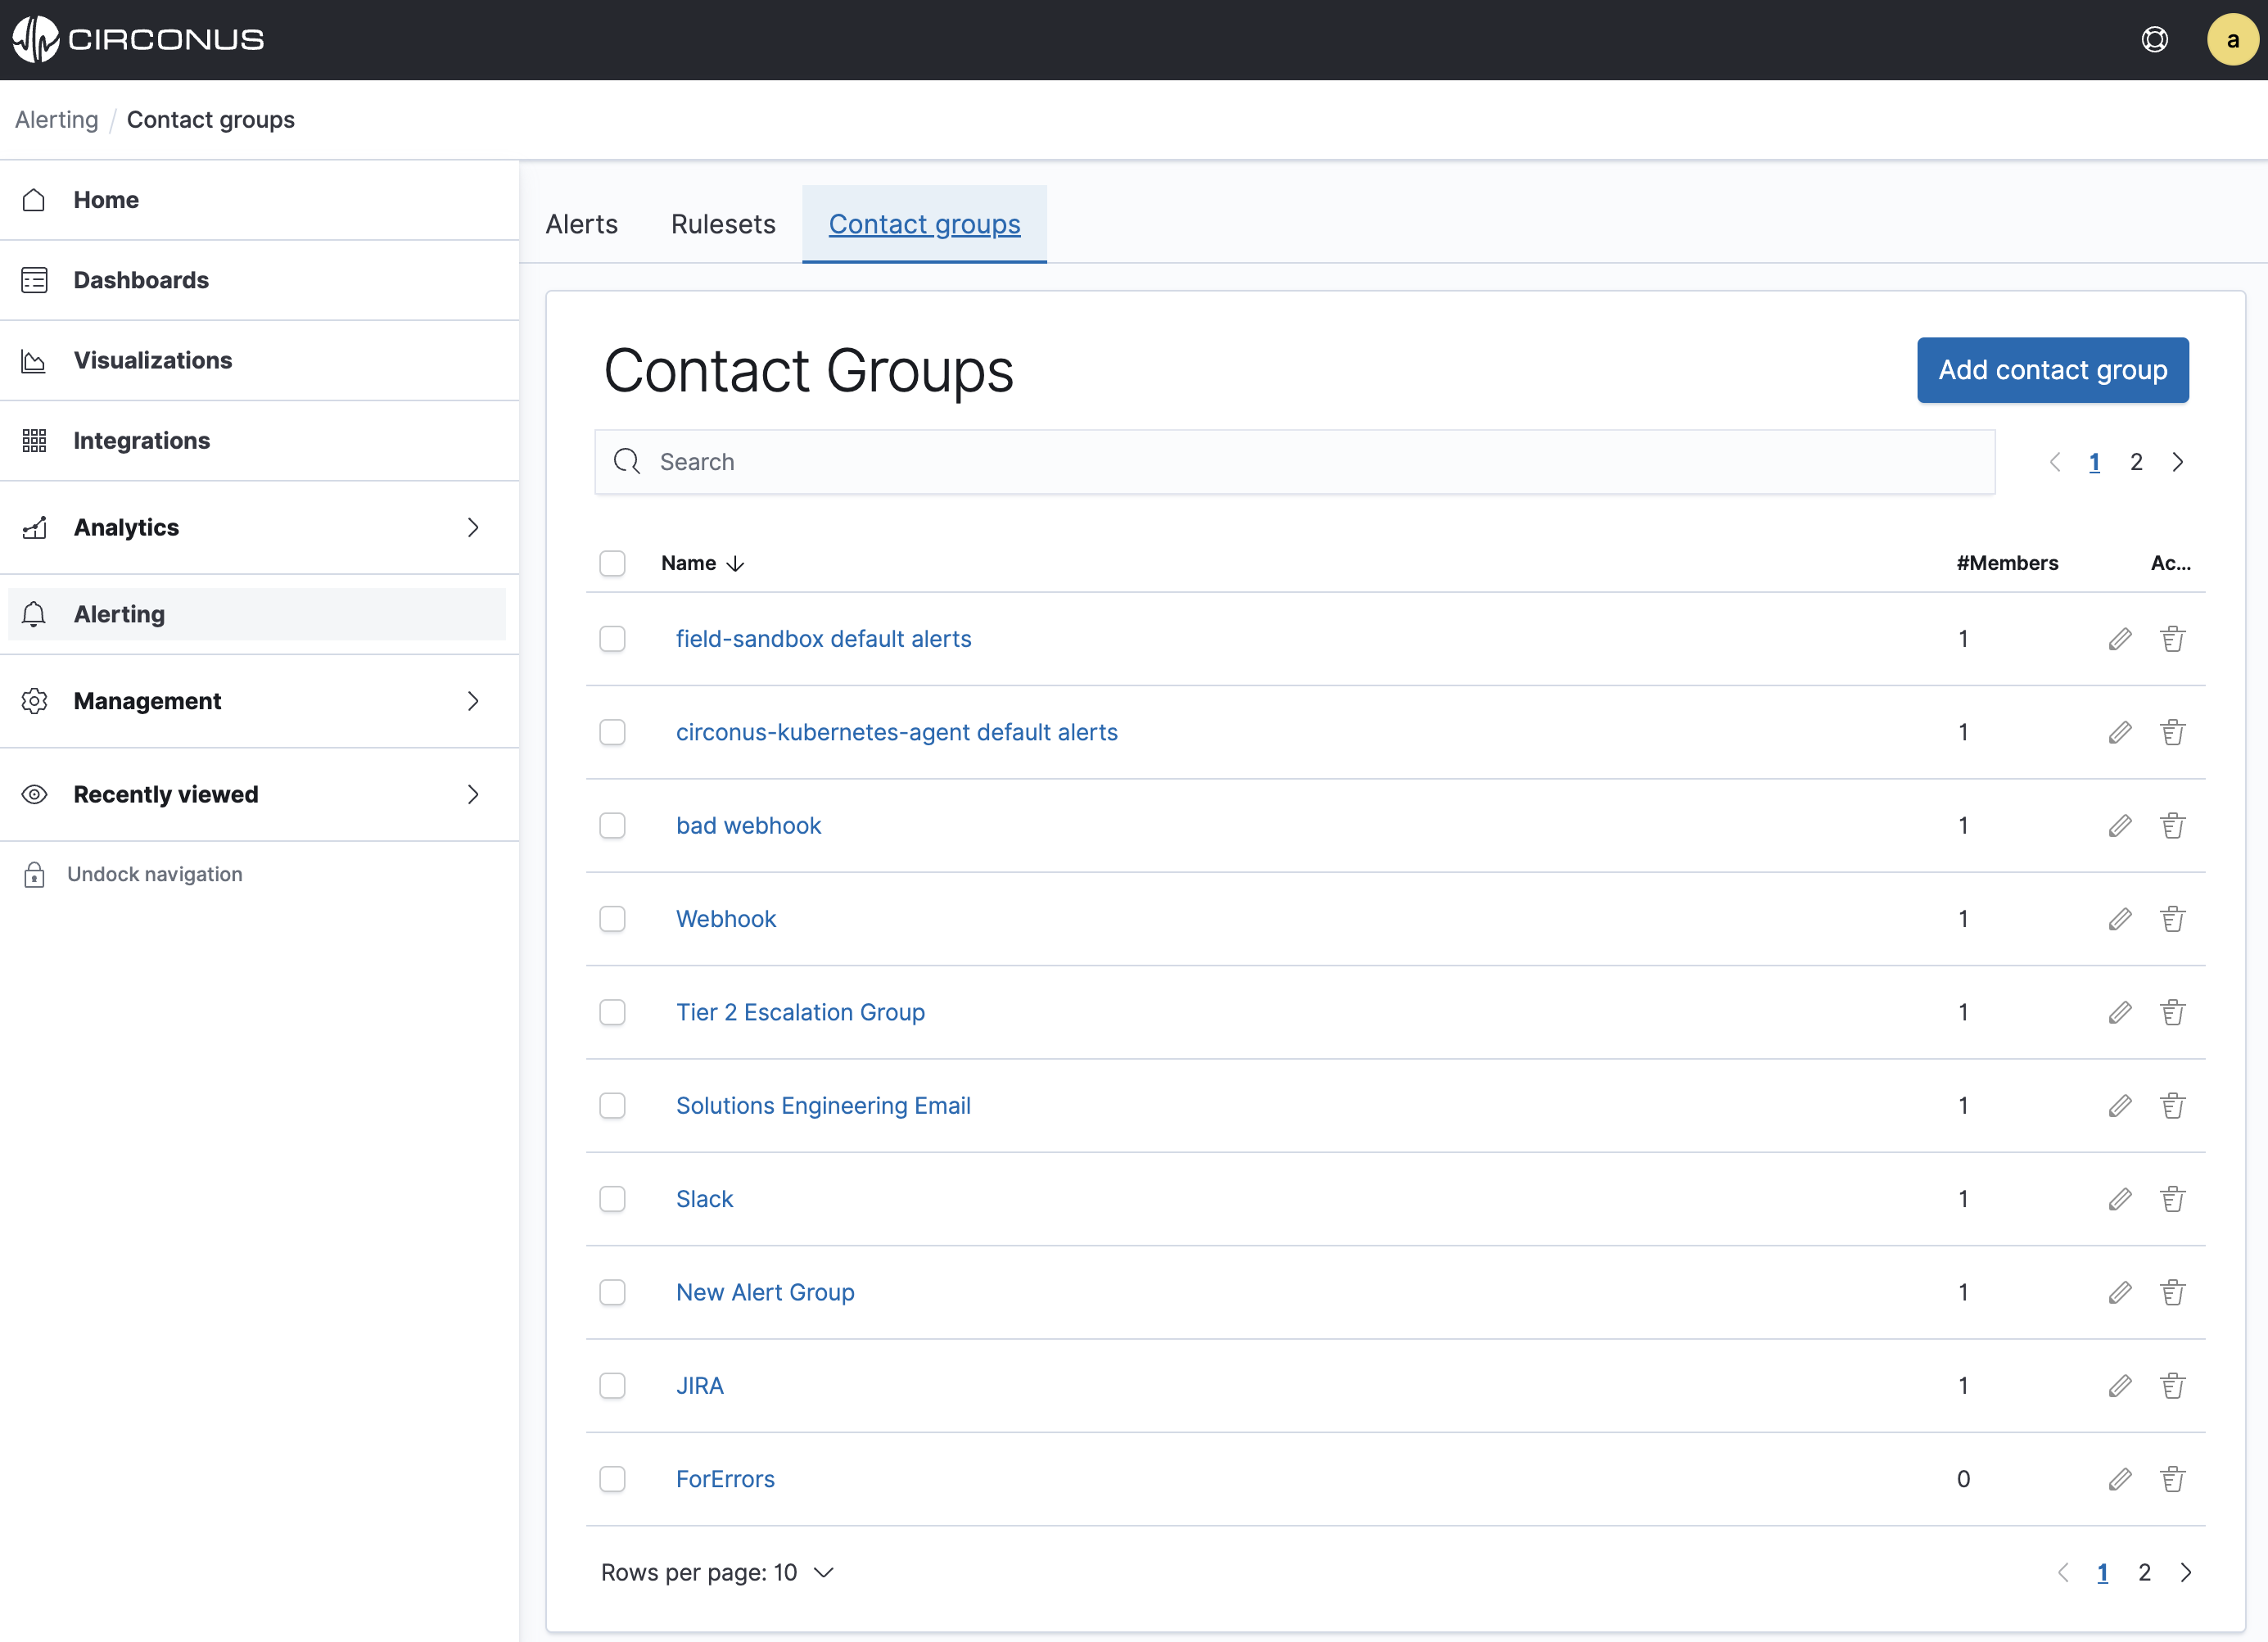 CIRCONUS
a
Alerting / Contact groups
Home
Dashboards
Visualizations
Integrations
Analytics
Alerting
Management
Recently viewed
Undock navigation
Alerts Rulesets Contact groups
Contact Groups
Add contact group
Search
1 2
Name #Members Ac...
field-sandbox default alerts 1
circonus-kubernetes-agent default alerts 1
bad webhook 1
Webhook 1
Tier 2 Escalation Group 1
Solutions Engineering Email 1
Slack 1
New Alert Group 1
JIRA 1
ForErrors 0
Rows per page: 10
1 2